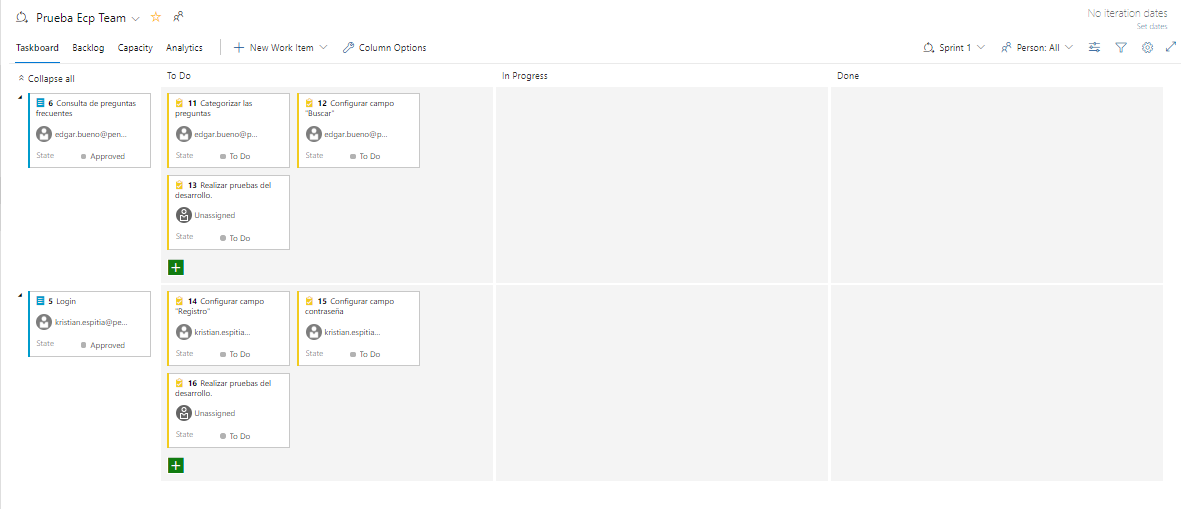 Prueba Ecp Team
No iteration dates
Set dates
Taskboard Backlog Capacity Analytics New Work Item Column Options Sprint 1 Person: All
Collapse all
To Do In Progress Done
6 Consulta de preguntas
frecuentes
edgar.bueno@pen...
State Approved
11 Categorizar las
preguntas
edgar.bueno@p...
State To Do
12 Configurar campo
"Buscar"
edgar.bueno@p...
State To Do
13 Realizar pruebas del
desarrollo.
Unassigned
State To Do
5 Login
kristian.espitia@pe...
State Approved
14 Configurar campo
"Registro"
kristian.espitia...
State To Do
15 Configurar campo
contraseña
kristian.espitia...
State To Do
16 Realizar pruebas del
desarrollo.
Unassigned
State To Do